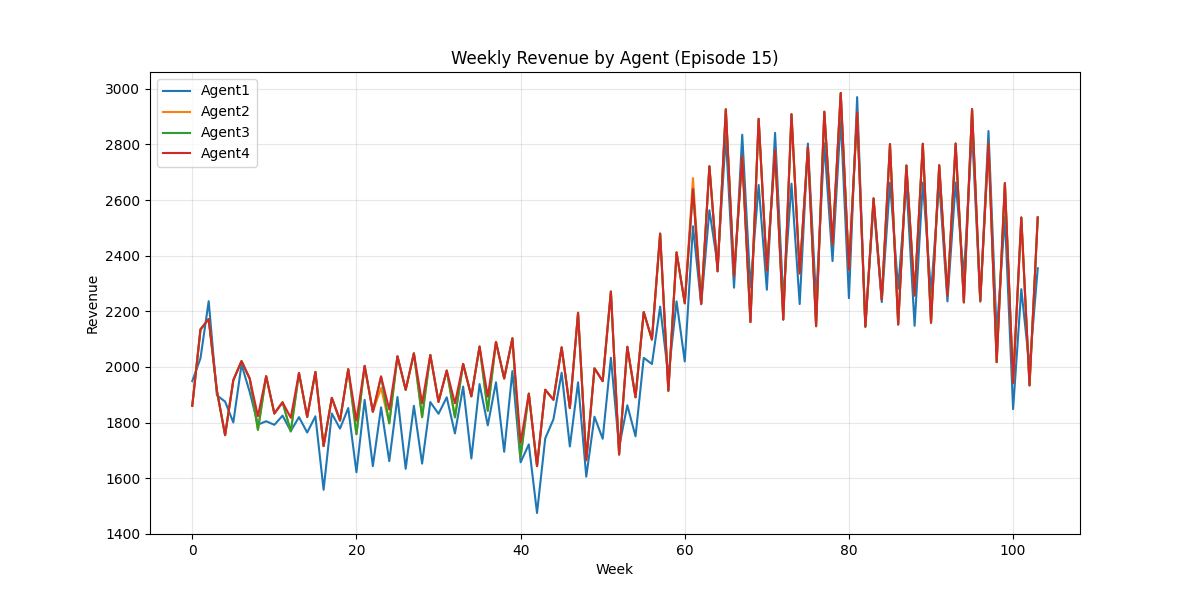 Weekly Revenue by Agent (Episode 15)
Agent1
Agent2
Agent3
Agent4
3000
2800
2600
2400
2200
2000
1800
1600
1400
Revenue
0 20 40 60 80 100
Week